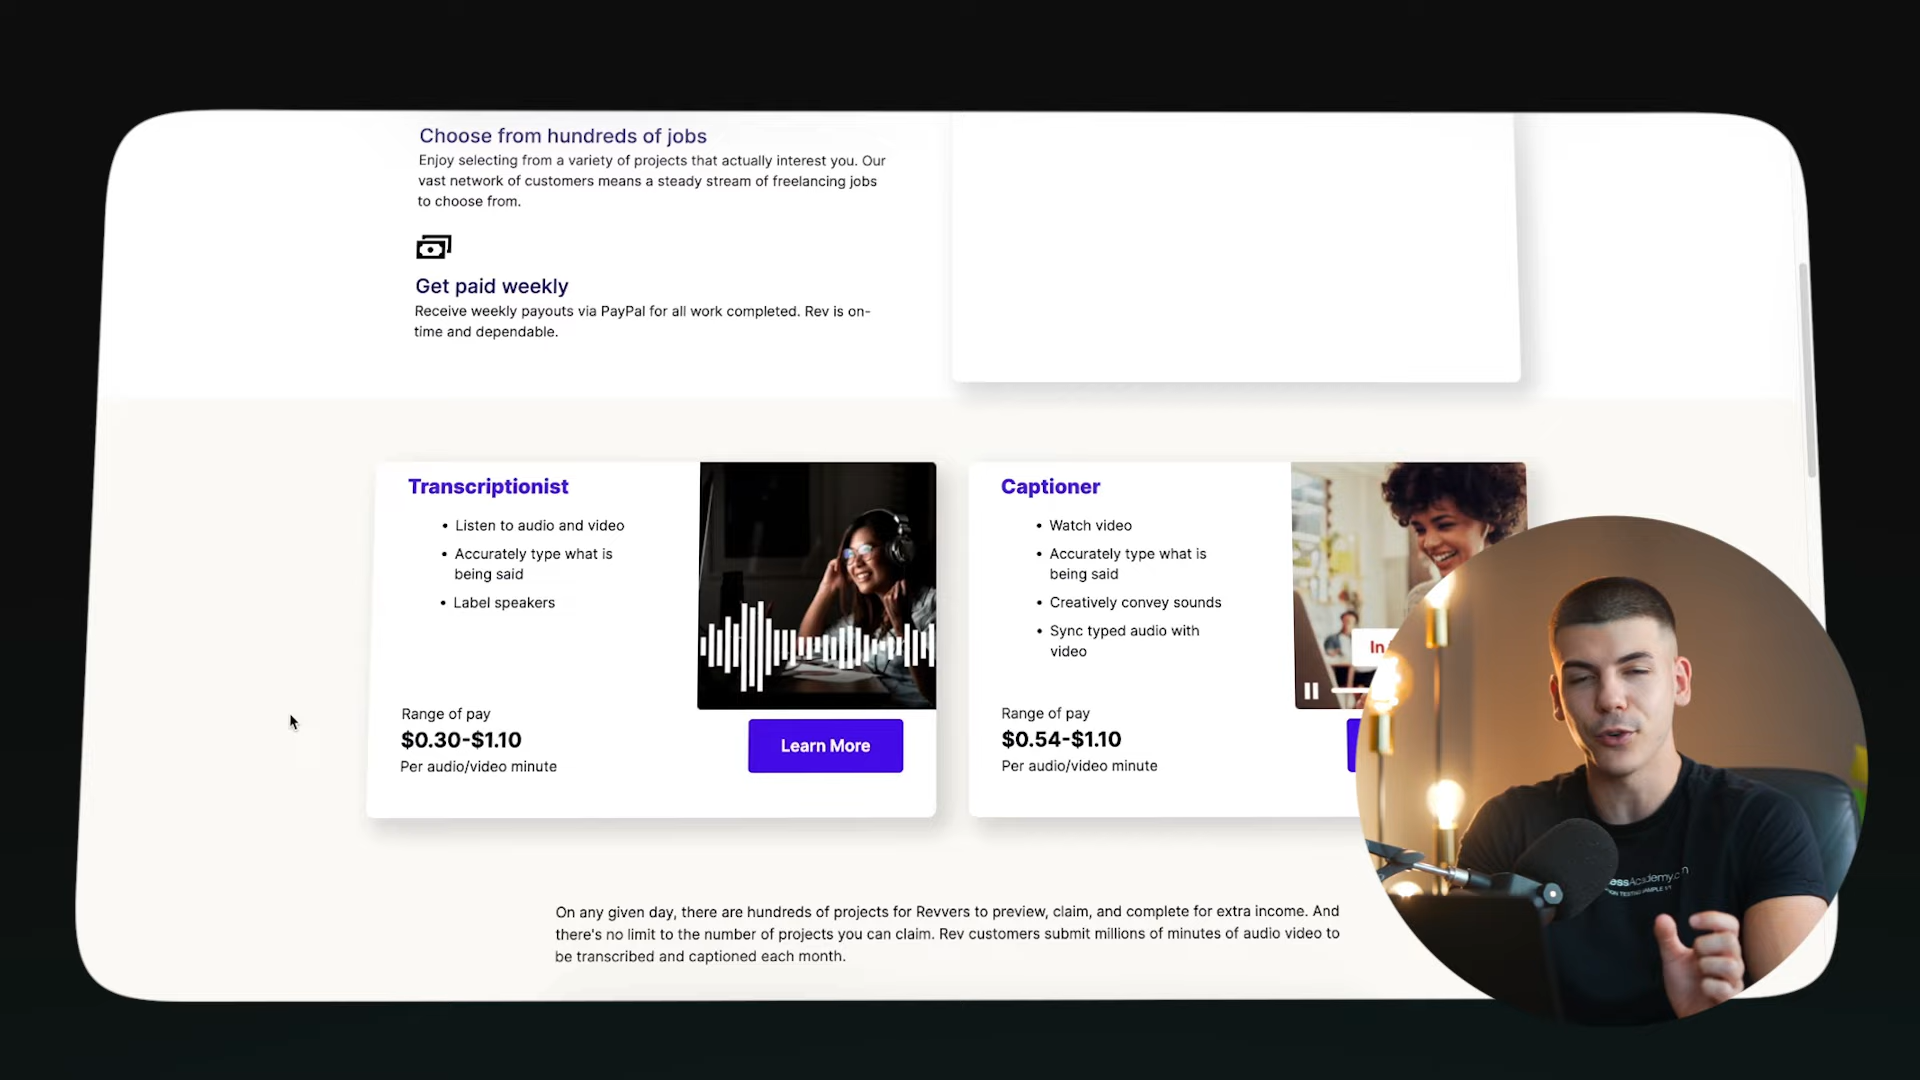 Choose from hundreds of jobs
Enjoy selecting from a variety of projects that actually interest you. Our
vast network of customers means a steady stream of freelancing jobs
to choose from.
Get paid weekly
Receive weekly payouts via PayPal for all work completed. Rev is on-
time and dependable.
Transcriptionist
• Listen to audio and video
• Accurately type what is
being said
• Label speakers
Range of pay
$0.30-$1.10
Per audio/video minute
Learn More
Captioner
• Watch video
• Accurately type what is
being said
• Creatively convey sounds
• Sync typed audio with
video
In
Range of pay
$0.54-$1.10
Per audio/video minute
On any given day, there are hundreds of projects for Revvers to preview, claim, and complete for extra income. And
there's no limit to the number of projects you can claim. Rev customers submit millions of minutes of audio video to
be transcribed and captioned each month.